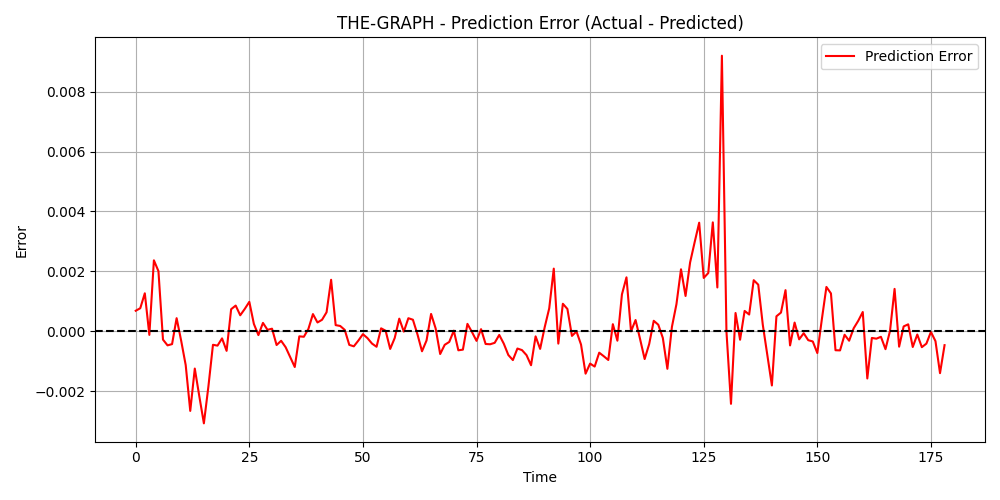 THE-GRAPH - Prediction Error (Actual - Predicted)
Prediction Error
Error
0.008
0.006
0.004
0.002
0.000
−0.002
0 25 50 75 100 125 150 175
Time